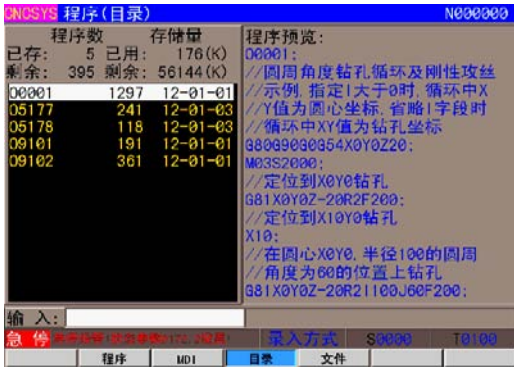 CNCSYS 程序(目录) N000000
程序数 存储量
已存: 5 已用: 176(K)
剩余: 395 剩余: 56144(K)
O0001 1297 12-01-01
O5177 241 12-01-03
O5178 118 12-01-03
O9101 191 12-01-01
O9102 361 12-01-01
程序预览:
O0001;
//圆周角度钻孔循环及刚性攻丝
//示例, 指定I大于0时, 循环中X
//Y值为圆心坐标, 省略I字段时
//循环中XY值为钻孔坐标
G80G90G0G54X0Y0Z20;
M03S2000;
//定位到X0Y0钻孔
G81X0Y0Z-20R2F200;
//定位到X10Y0钻孔
X10;
//在圆心X0Y0, 半径100的圆周
//角度为60的位置上钻孔
G81X0Y0Z-20R2I100J60F200;
输 入:
急 停
录入方式 S0000 T0100
程序 MDI 目录 文件